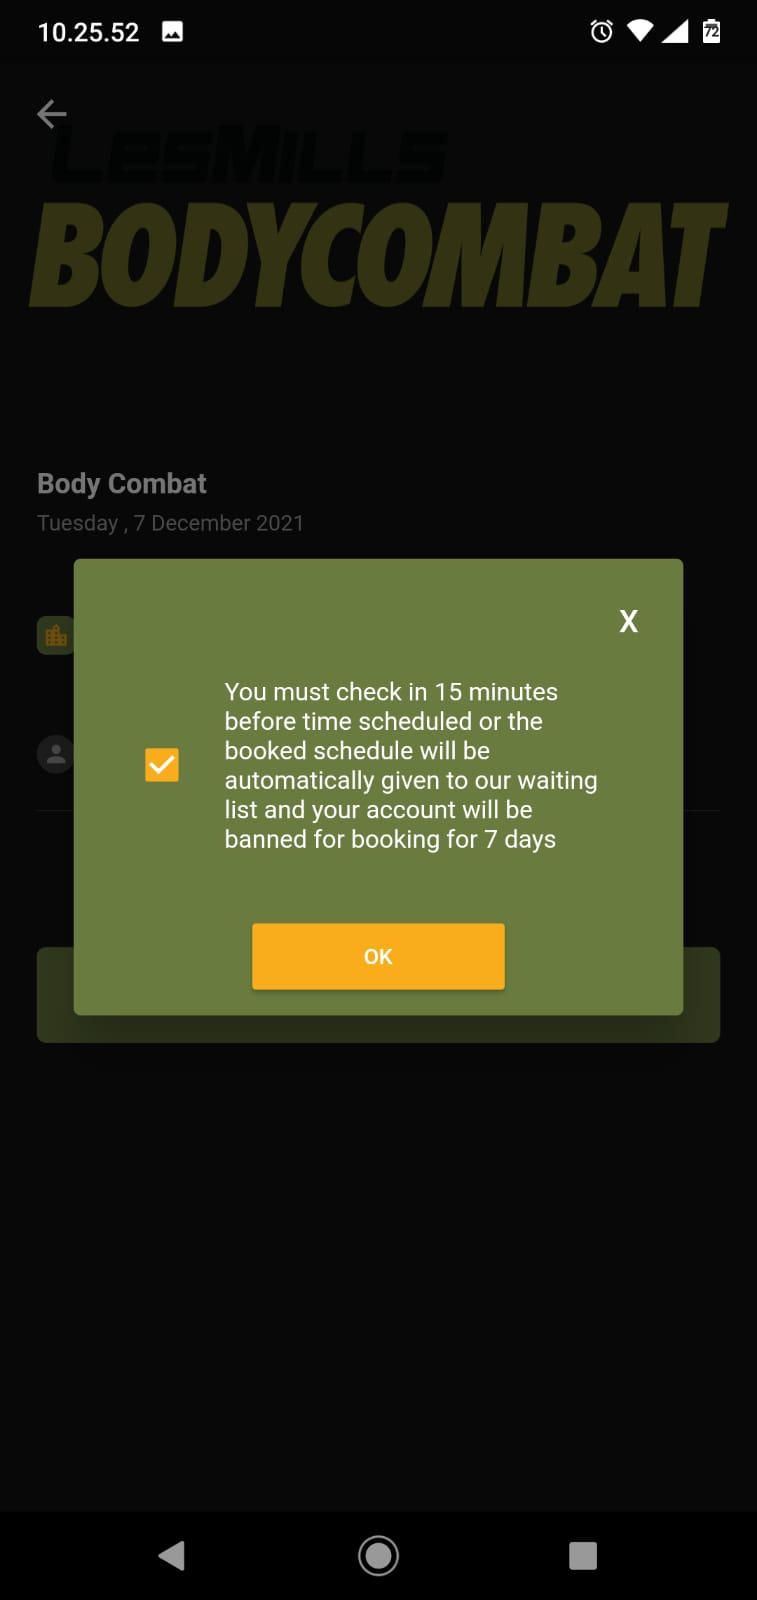 10.25.52
72
LesMills
BODYCOMBAT
Body Combat
Tuesday , 7 December 2021
X
You must check in 15 minutes
before time scheduled or the
booked schedule will be
automatically given to our waiting
list and your account will be
banned for booking for 7 days
OK